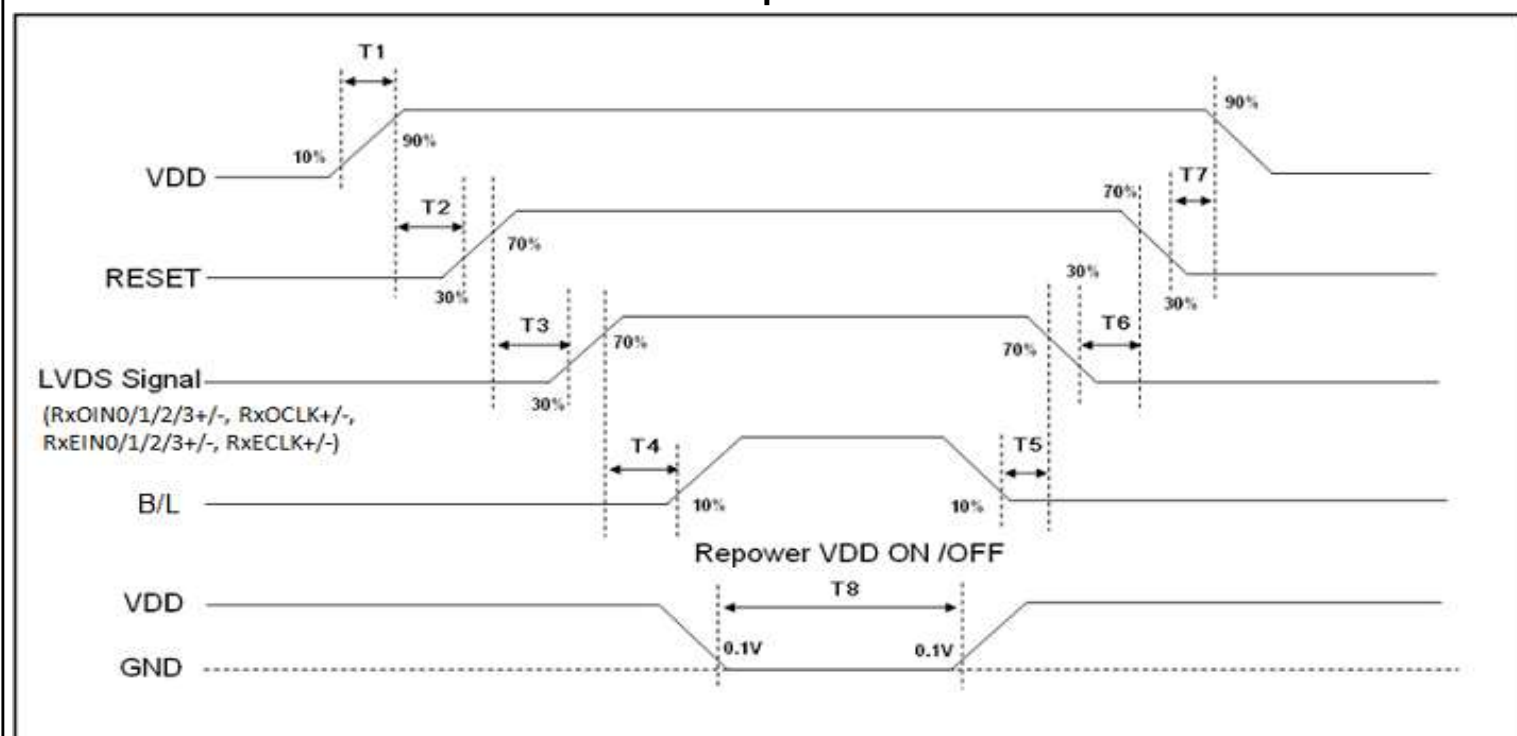 T1
90%
10%
90%
VDD
T7
70%
T2
70%
RESET
30%
30%
30%
T3
T6
70%
70%
LVDS Signal
30%
(RxOIN0/1/2/3+/-, RxOCLK+/-,
RxEIN0/1/2/3+/-, RxECLK+/-)
T4
T5
B/L
10%
10%
Repower VDD ON /OFF
T8
VDD
0.1V
0.1V
GND